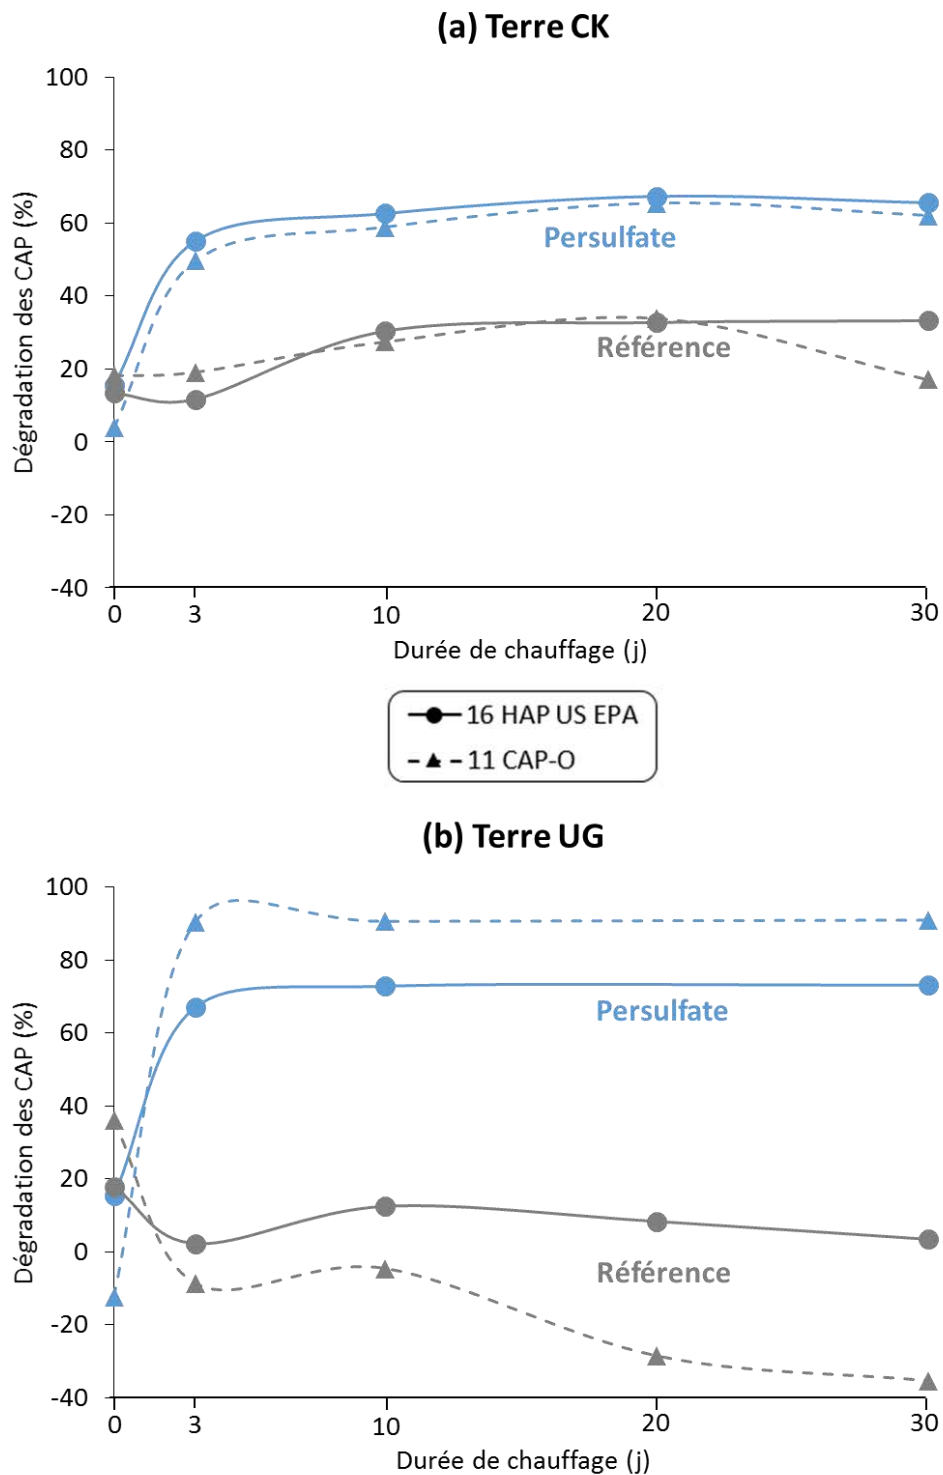 (a) Terre CK
100
80
60
40
20
0
-20
-40
Dégradation des CAP (%)
Persulfate
Référence
0 3 10 20 30
Durée de chauffage (j)
16 HAP US EPA
11 CAP-O
(b) Terre UG
100
80
60
40
20
0
-20
-40
Dégradation des CAP (%)
Persulfate
Référence
0 3 10 20 30
Durée de chauffage (j)